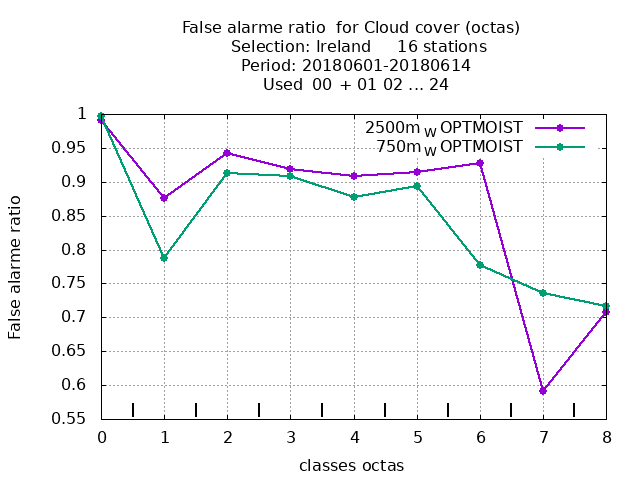 False alarme ratio  for Cloud cover (octas)
Selection: Ireland     16 stations
Period: 20180601-20180614
Used  00 + 01 02 ... 24
2500m_W OPTMOIST
750m_W OPTMOIST
1
0.95
0.9
0.85
0.8
0.75
0.7
0.65
0.6
0.55
False alarme ratio
0 1 2 3 4 5 6 7 8
classes octas